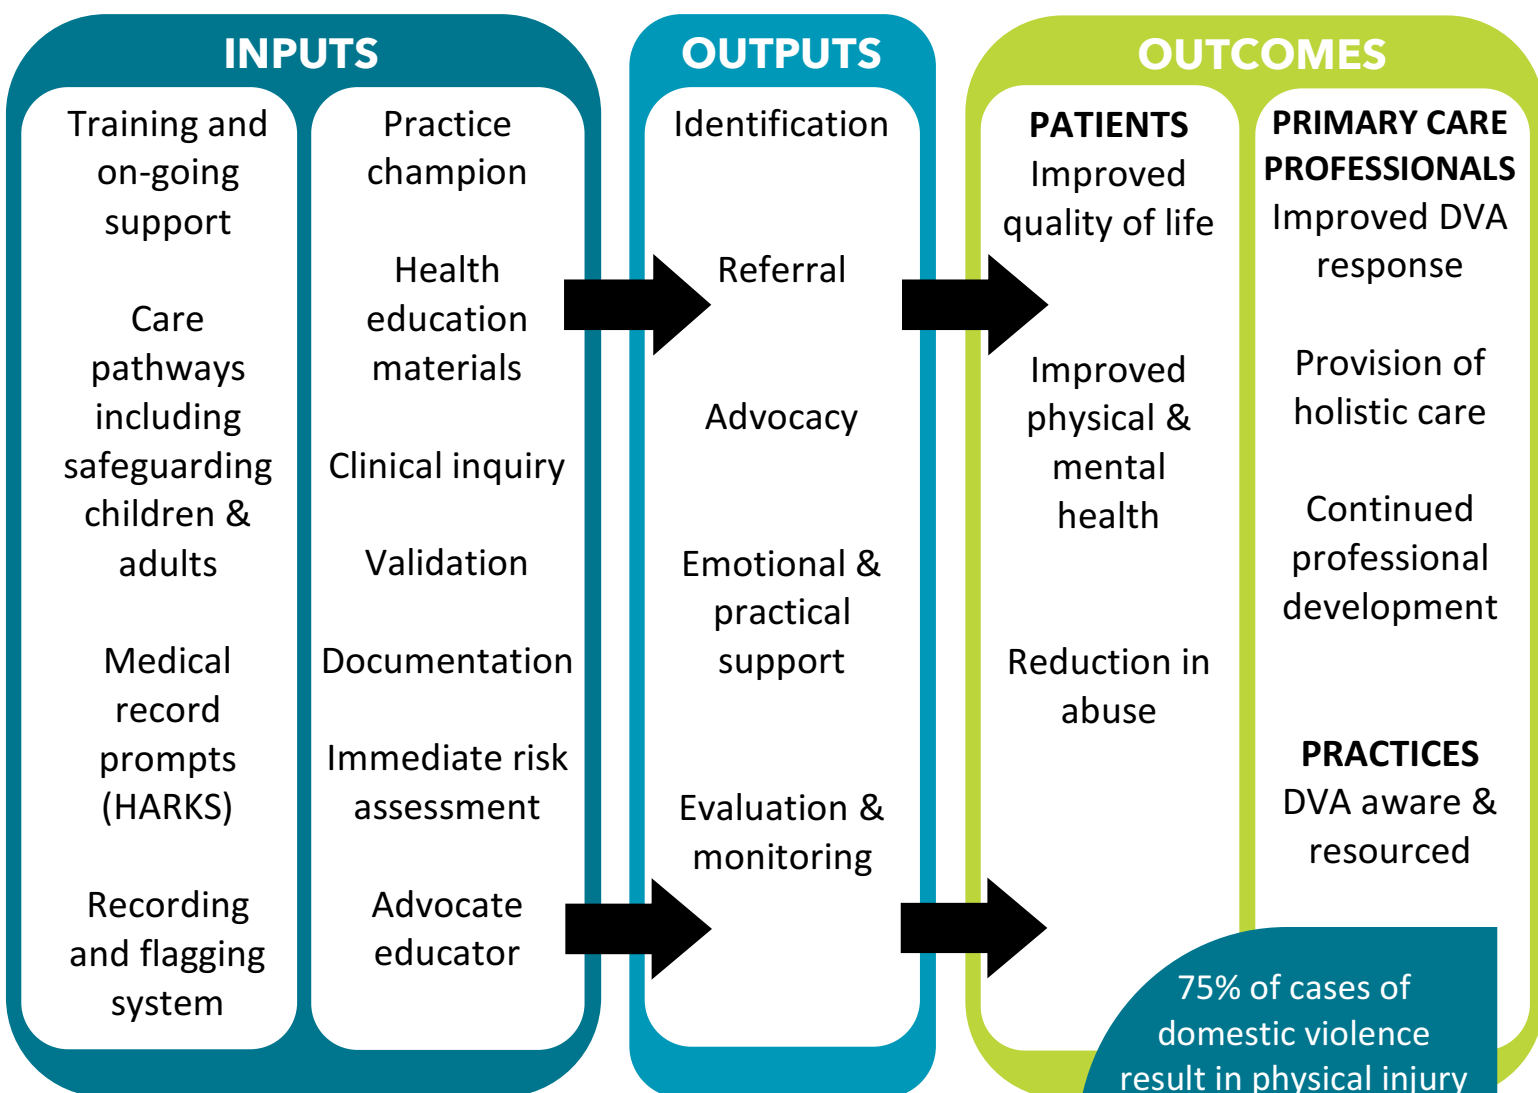 INPUTS
Training and
on-going
support
Care
pathways
including
safeguarding
children &
adults
Medical
record
prompts
(HARKS)
Recording
and flagging
system
Practice
champion
Health
education
materials
Clinical inquiry
Validation
Documentation
Immediate risk
assessment
Advocate
educator
OUTPUTS
Identification
Referral
Advocacy
Emotional &
practical
support
Evaluation &
monitoring
OUTCOMES
PATIENTS
Improved
quality of life
Improved
physical &
mental
health
Reduction in
abuse
PRIMARY CARE
PROFESSIONALS
Improved DVA
response
Provision of
holistic care
Continued
professional
development
PRACTICES
DVA aware &
resourced
75% of cases of
domestic violence
result in physical injury